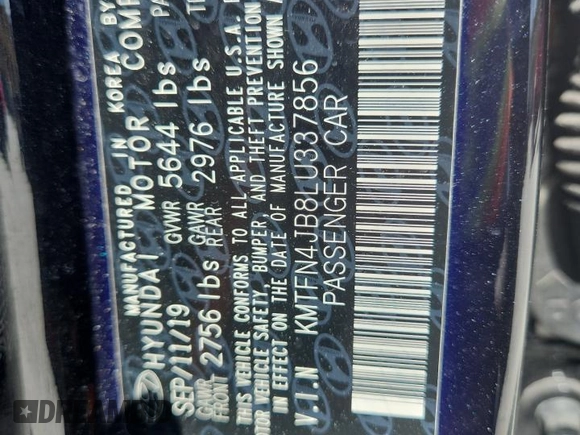 MANUFACTURED IN KOREA BY
HYUNDAI MOTOR COMP
SEP/11/19 GVWR 5644 lbs
GAWR FRONT 2756 lbs GAWR REAR 2976 lbs
THIS VEHICLE CONFORMS TO ALL APPLICABLE U.S.A.
MOTOR VEHICLE SAFETY, BUMPER AND THEFT PREVENTION
IN EFFECT ON THE DATE OF MANUFACTURE SHOWN
V.I.N KMTFN4JB8LU337856
PASSENGER CAR